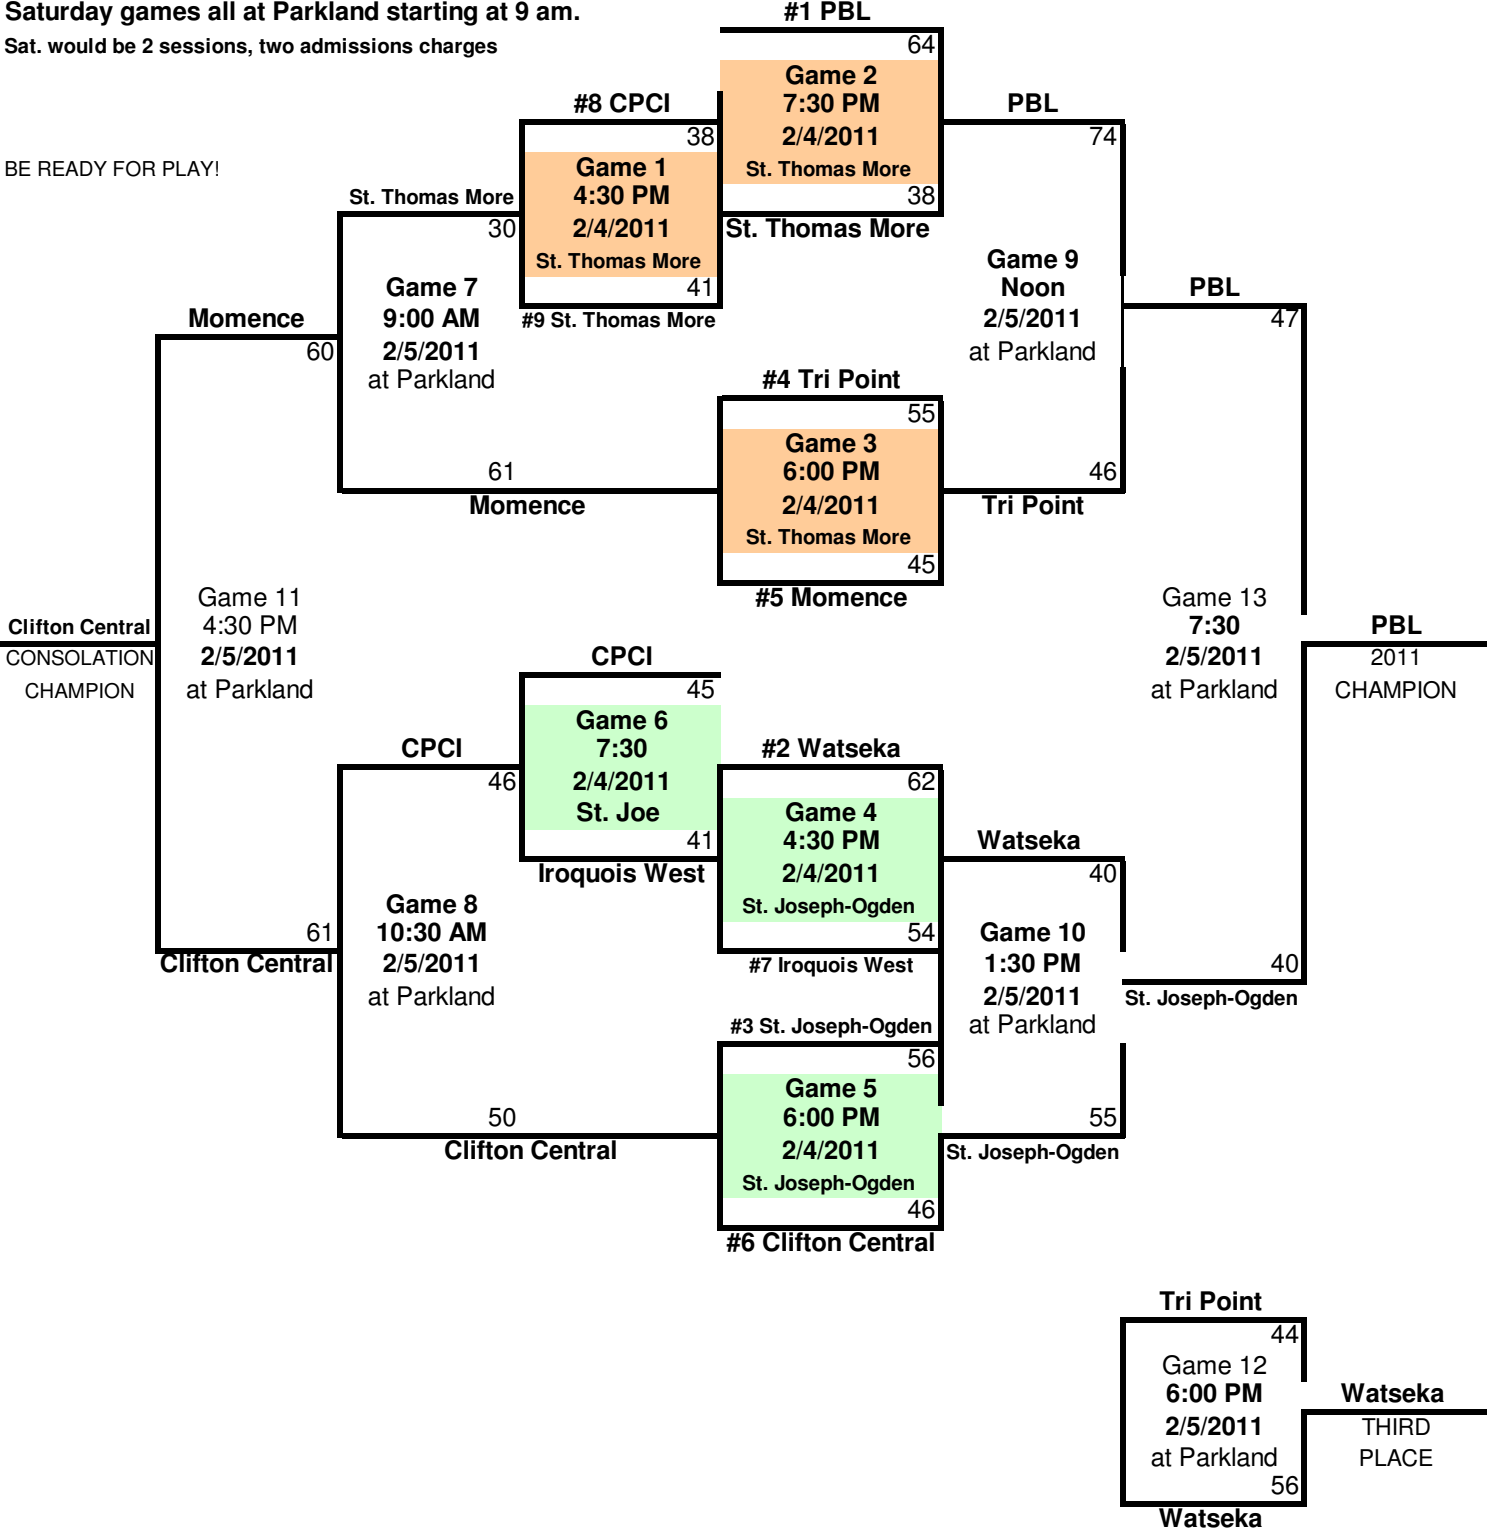 Saturday games all at Parkland starting at 9 am.
#1 PBL
Sat. would be 2 sessions, two admissions charges
64
Game 2
7:30 PM
2/4/2011
St. Thomas More
38
St. Thomas More
#8 CPCI
38
Game 1
4:30 PM
2/4/2011
St. Thomas More
41
#9 St. Thomas More
PBL
74
BE READY FOR PLAY!
St. Thomas More
30
Game 7
9:00 AM
2/5/2011
at Parkland
61
Momence
Momence
60
Game 9
Noon
2/5/2011
at Parkland
46
Tri Point
PBL
47
#4 Tri Point
55
Game 3
6:00 PM
2/4/2011
St. Thomas More
45
#5 Momence
Clifton Central
CONSOLATION
CHAMPION
Game 11
4:30 PM
2/5/2011
at Parkland
61
Clifton Central
Game 13
7:30
2/5/2011
at Parkland
PBL
2011
CHAMPION
CPCI
45
Game 6
7:30
2/4/2011
St. Joe
41
Iroquois West
CPCI
46
Game 8
10:30 AM
2/5/2011
at Parkland
50
Clifton Central
#2 Watseka
62
Game 4
4:30 PM
2/4/2011
St. Joseph-Ogden
54
#7 Iroquois West
Watseka
40
Game 10
1:30 PM
2/5/2011
at Parkland
55
St. Joseph-Ogden
40
St. Joseph-Ogden
#3 St. Joseph-Ogden
56
Game 5
6:00 PM
2/4/2011
St. Joseph-Ogden
46
#6 Clifton Central
Tri Point
44
Game 12
6:00 PM
2/5/2011
at Parkland
56
Watseka
Watseka
THIRD
PLACE